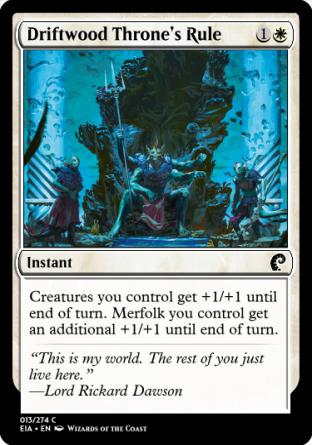 Driftwood Throne's Rule 1
Instant
Creatures you control get +1/+1 until
end of turn. Merfolk you control get
an additional +1/+1 until end of turn.
“This is my world. The rest of you just
live here.”
—Lord Rickard Dawson
013/274 C
EIA • EN Wizards of the Coast